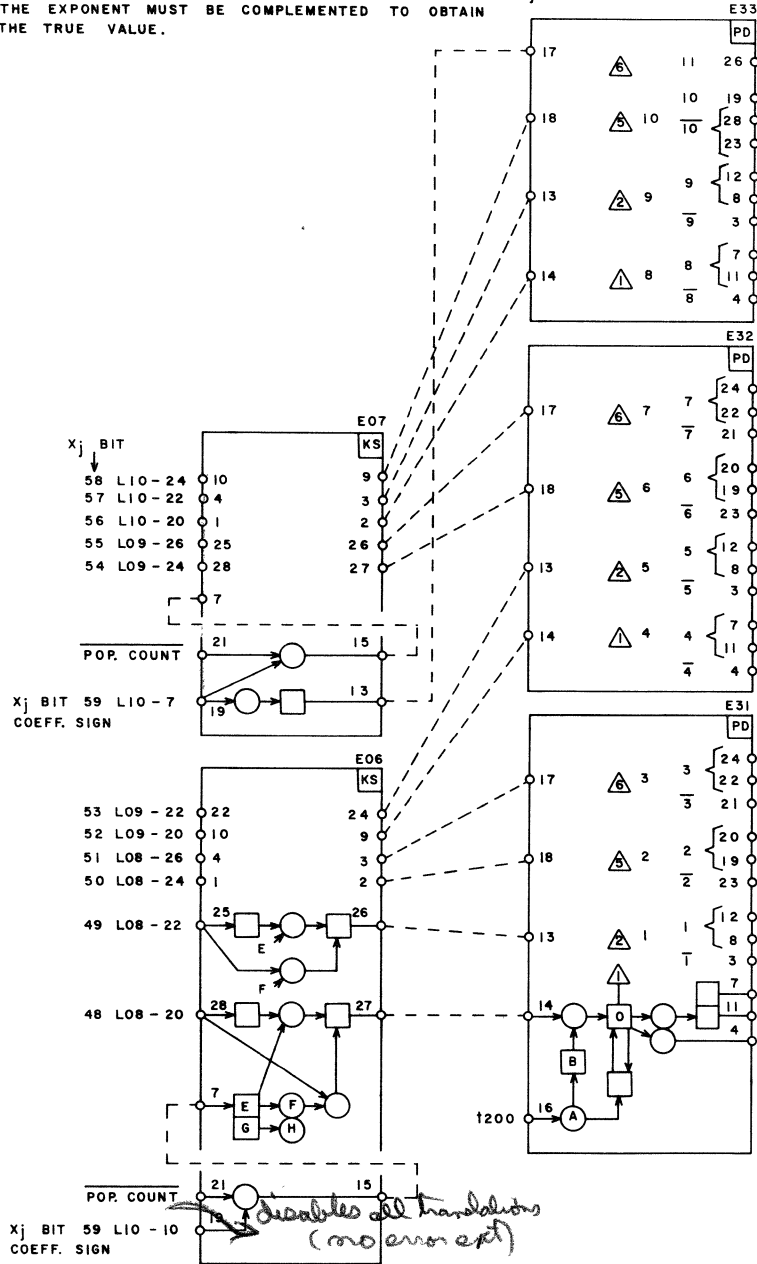 THE EXPONENT MUST BE COMPLEMENTED TO OBTAIN
THE TRUE VALUE.
E33
PD
17
6
11
26
10
19
18
5
10
10
28
23
13
2
9
9
12
8
9
3
14
1
8
8
7
11
8
4
E32
PD
17
6
7
7
24
22
7
21
18
5
6
6
20
19
6
23
13
2
5
5
12
8
5
3
14
1
4
4
7
11
4
4
E07
KS
Xj BIT
58 L10-24 10
9
57 L10-22 4
3
56 L10-20 1
2
55 L09-26 25
26
54 L09-24 28
27
7
POP. COUNT
21
15
Xj BIT 59 L10-7
COEFF. SIGN
19
13
E31
PD
17
6
3
3
24
22
3
21
18
5
2
2
20
19
2
23
13
2
1
1
12
8
1
3
1
14
O
7
11
4
B
t200
16
A
E06
KS
53 L09-22 22
24
52 L09-20 10
9
51 L08-26 4
3
50 L08-24 1
2
49 L08-22
25
26
E
F
48 L08-20
28
27
7
E
F
G
H
POP. COUNT
21
15
Xj BIT 59 L10-10
COEFF. SIGN
19
disables all translations
(no error ext)